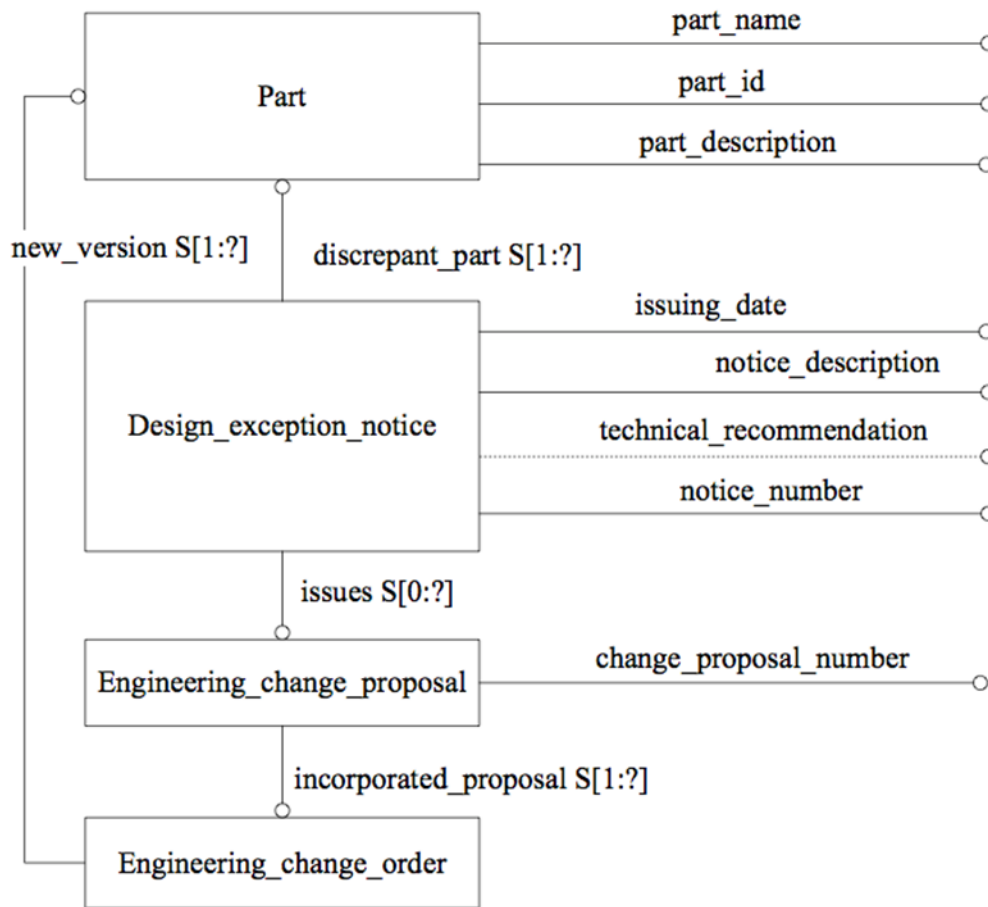 part_name
Part
part_id
part_description
new_version S[1:?]
discrepant_part S[1:?]
issuing_date
notice_description
Design_exception_notice
technical_recommendation
notice_number
issues S[0:?]
Engineering_change_proposal
change_proposal_number
incorporated_proposal S[1:?]
Engineering_change_order